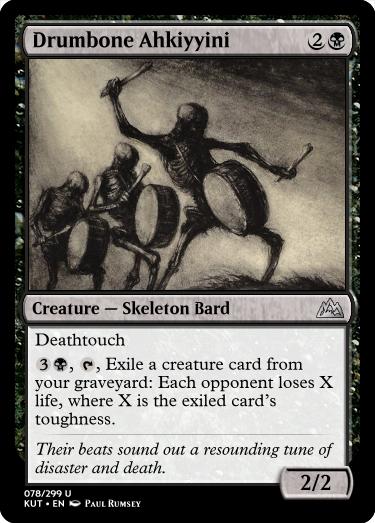 Drumbone Ahkiyyini 2
Creature — Skeleton Bard
Deathtouch
3 , , Exile a creature card from
your graveyard: Each opponent loses X
life, where X is the exiled card's
toughness.
Their beats sound out a resounding tune of
disaster and death.
2/2
078/299 U
KUT • EN Paul Rumsey